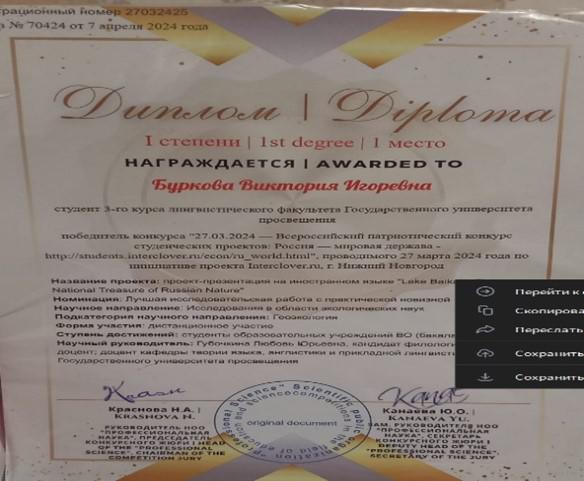 рационный номер 27032425
№ 70424 от 7 апреля 2024 года
Диплом | Diploma
I степени | 1st degree | 1 место
НАГРАЖДАЕТСЯ | AWARDED TO
Буркова Виктория Игоревна
студент 3-го курса лингвистического факультета Государственного университета
просвещения
победитель конкурса "27.03.2024 — Всероссийский патриотический конкурс
студенческих проектов: Россия — мировая держава -
http://students.interclover.ru/econ/ru_world.html", проводимого 27 марта 2024 года по
инициативе проекта Interclover.ru, г. Нижний Новгород
Название проекта: проект-презентация на иностранном языке "Lake Baik
National Treasure of Russian Nature"
Номинация: Лучшая исследовательская работа с практической новизной
Научное направление: Исследования в области экологических наук
Подкатегория научного направления: Геоэкология
Форма участия: дистанционное участие
Ступень достижений: студенты образовательных учреждений ВО (бакала
Научный руководитель: Губочкина Любовь Юрьевна, кандидат филологи
доцент; доцент кафедры теории языка, англистики и прикладной лингвист
Государственного университета просвещения
Перейти к
Скопирова
Переслать
Сохранить
Сохранить
Краснова Н.А. |
Krasnova N.
РУКОВОДИТЕЛЬ НОО
"ПРОФЕССИОНАЛЬНАЯ
НАУКА", ПРЕДСЕДАТЕЛЬ
КОНКУРСНОГО ЖЮРИ | HEAD
OF THE "PROFESSIONAL
SCIENCE", CHAIRMAN OF THE
COMPETITION JURY
original document
Канаева Ю.О. |
Kanaeva Yu.
ЗАМ. РУКОВОДИТЕЛЯ НОО
"ПРОФЕССИОНАЛЬНАЯ
НАУКА", СЕКРЕТАРЬ
КОНКУРСНОГО ЖЮРИ |
DEPUTY HEAD OF THE
"PROFESSIONAL SCIENCE",
SECRETARY OF THE JURY